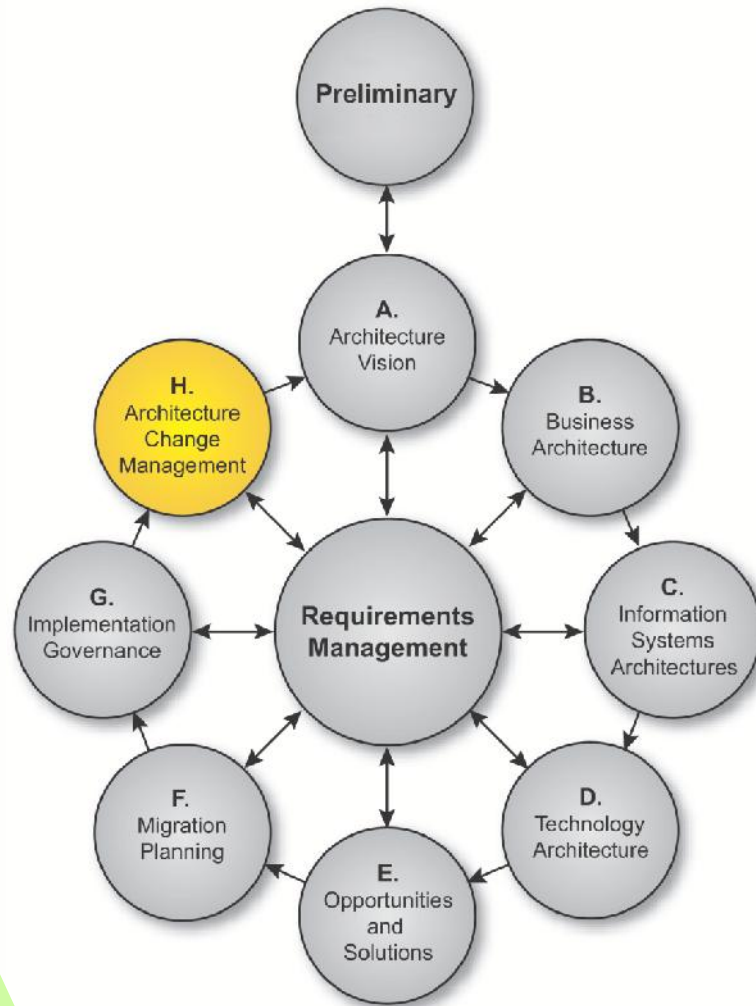 Preliminary
A.
Architecture
Vision
B.
Business
Architecture
C.
Information
Systems
Architectures
D.
Technology
Architecture
E.
Opportunities
and
Solutions
F.
Migration
Planning
G.
Implementation
Governance
H.
Architecture
Change
Management
Requirements
Management